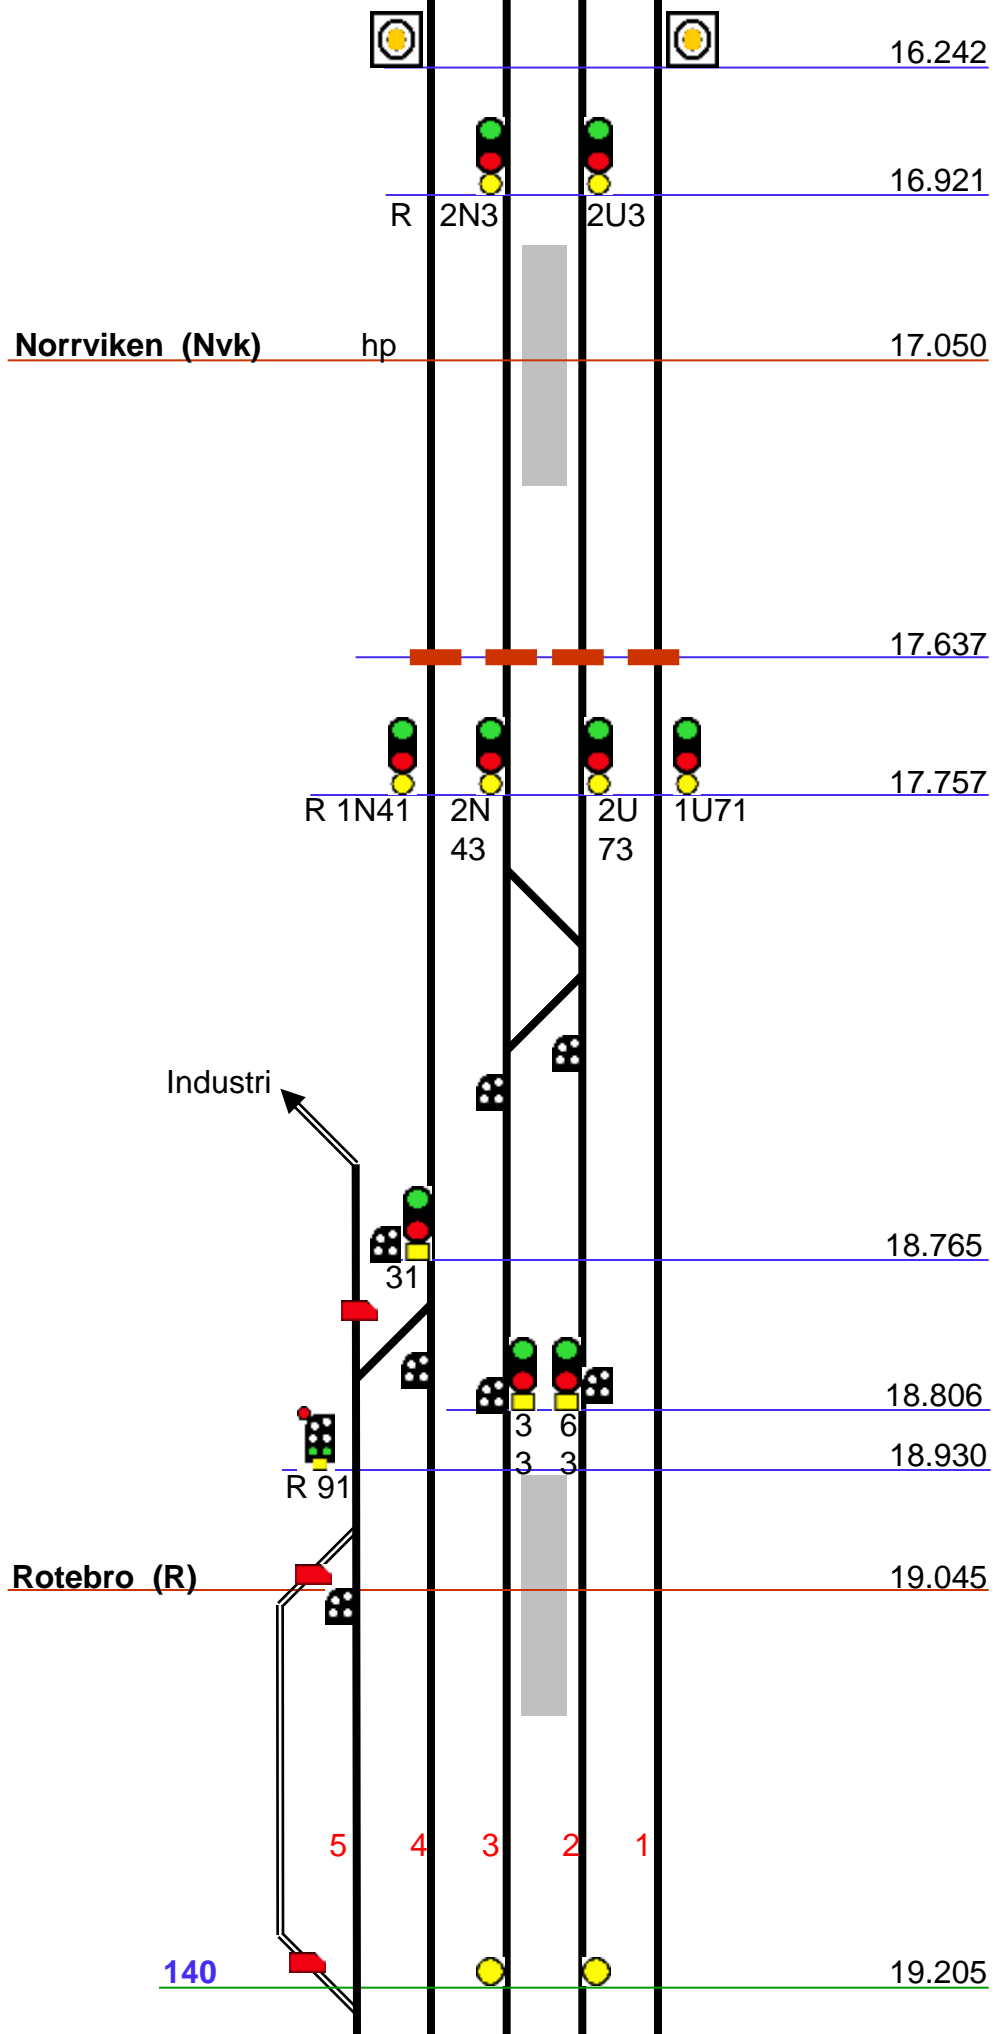 16.242
16.921
R 2N3 2U3
Norrviken (Nvk) hp 17.050
17.637
17.757
R 1N41 2N 2U 1U71
43 73
Industri
18.765
31
18.806
3 6
3 3 18.930
R 91
Rotebro (R) 19.045
5 4 3 2 1
140 19.205